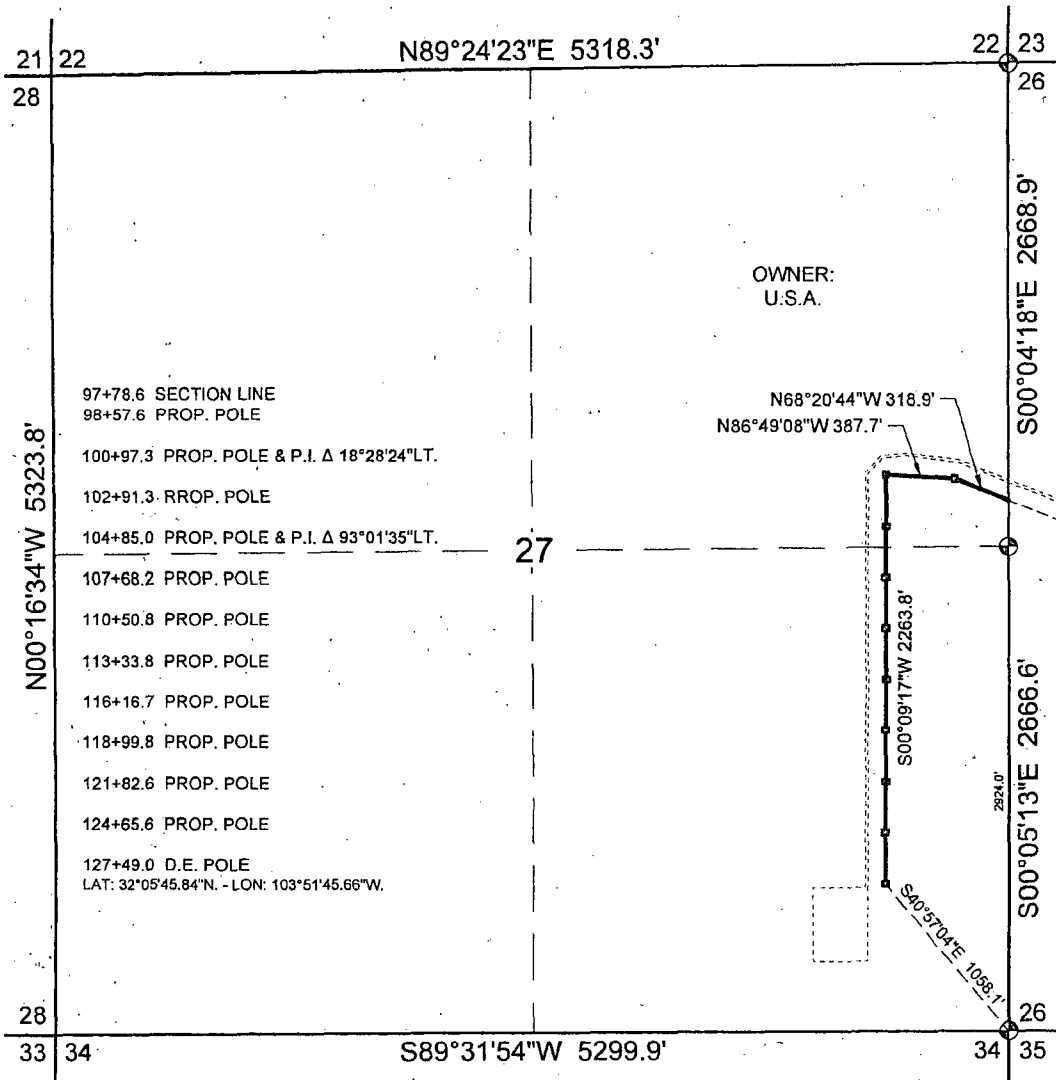 N89°24'23"E 5318.3'
21 22
22 23
28
26
S00°04'18"E 2668.9'
OWNER:
U.S.A.
97+78.6 SECTION LINE
98+57.6 PROP. POLE
N68°20'44"W 318.9'
N86°49'08"W 387.7'
100+97.3 PROP. POLE & P.I. Δ 18°28'24"LT.
102+91.3 RROP. POLE
104+85.0 PROP. POLE & P.I. Δ 93°01'35"LT.
N00°16'34"W 5323.8'
27
107+68.2 PROP. POLE
110+50.8 PROP. POLE
113+33.8 PROP. POLE
116+16.7 PROP. POLE
118+99.8 PROP. POLE
121+82.6 PROP. POLE
124+65.6 PROP. POLE
127+49.0 D.E. POLE
LAT: 32°05'45.84"N. - LON: 103°51'45.66"W.
S00°09'17"W 2263.8'
2924.0'
S00°05'13"E 2666.6'
S40°57'04"E 1058.1'
28
26
33 34
S89°31'54"W 5299.9'
34 35